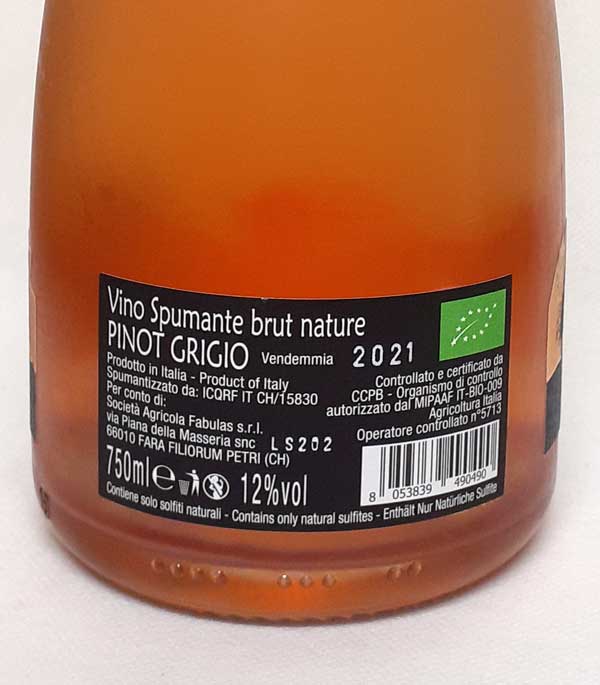 Vino Spumante brut nature
PINOT GRIGIO Vendemmia 2021
Prodotto in Italia - Product of Italy
Spumantizzato da: ICQRF IT CH/15830
Per conto di:
Società Agricola Fabulas s.r.l.
via Piana della Masseria snc LS202
66010 FARA FILIORUM PETRI (CH)
Controllato e certificato da
CCPB - Organismo di controllo
autorizzato dal MIPAAF IT-BIO-009
Agricoltura Italia
Operatore controllato n°5713
750ml e 12%vol
8 053839 490490
Contiene solo solfiti naturali - Contains only natural sulfites - Enthält Nur Natürliche Sulfite